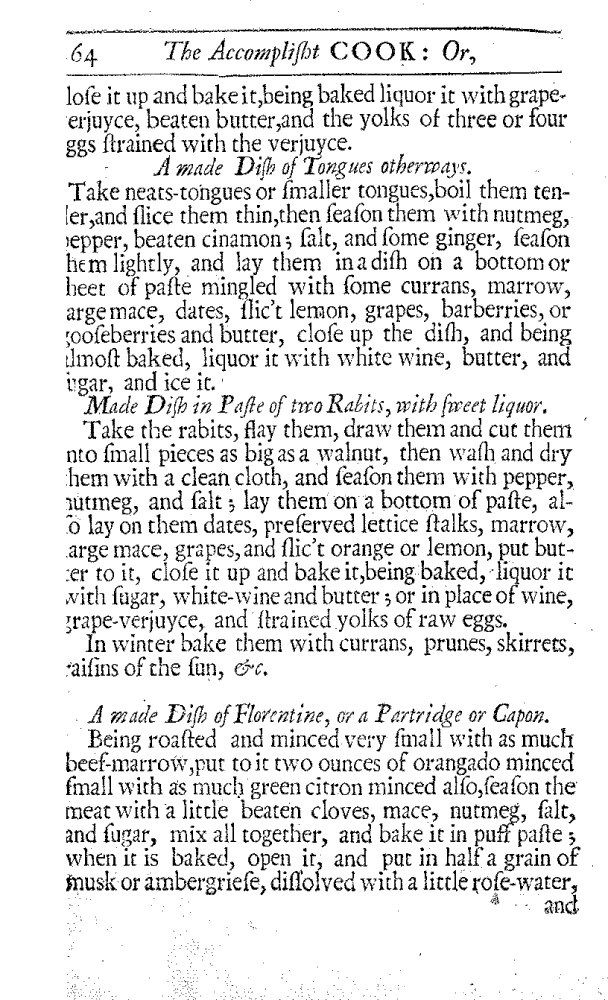 64 The Accompliſht COOK: Or,
loſe it up and bake it,being baked liquor it with grape-
erjuyce, beaten butter,and the yolks of three or four
ggs ſtrained with the verjuyce.
A made Diſh of Tongues otherways.
Take neats-tongues or ſmaller tongues,boil them ten-
er,and ſlice them thin,then ſeaſon them with nutmeg,
epper, beaten cinamon; ſalt, and ſome ginger, ſeaſon
hem lightly, and lay them in a diſh on a bottom or
heet of paſte mingled with ſome currans, marrow,
arge mace, dates, ſlic't lemon, grapes, barberries, or
gooſeberries and butter, cloſe up the diſh, and being
almoſt baked, liquor it with white wine, butter, and
ugar, and ice it.
Made Diſh in Paſte of two Rabits, with ſweet liquor.
Take the rabits, flay them, draw them and cut them
nto ſmall pieces as big as a walnut, then waſh and dry
hem with a clean cloth, and ſeaſon them with pepper,
nutmeg, and ſalt; lay them on a bottom of paſte, al-
ſo lay on them dates, preſerved lettice ſtalks, marrow,
arge mace, grapes, and ſlic't orange or lemon, put but-
ter to it, cloſe it up and bake it,being baked, liquor it
with ſugar, white-wine and butter; or in place of wine,
grape-verjuyce, and ſtrained yolks of raw eggs.
In winter bake them with currans, prunes, skirrets,
raiſins of the ſun, &c.
A made Diſh of Florentine, or a Partridge or Capon.
Being roaſted and minced very ſmall with as much
beef-marrow,put to it two ounces of orangado minced
ſmall with as much green citron minced alſo,ſeaſon the
meat with a little beaten cloves, mace, nutmeg, ſalt,
and ſugar, mix all together, and bake it in puff paſte;
when it is baked, open it, and put in half a grain of
musk or ambergrieſe, diſſolved with a little roſe-water,
and